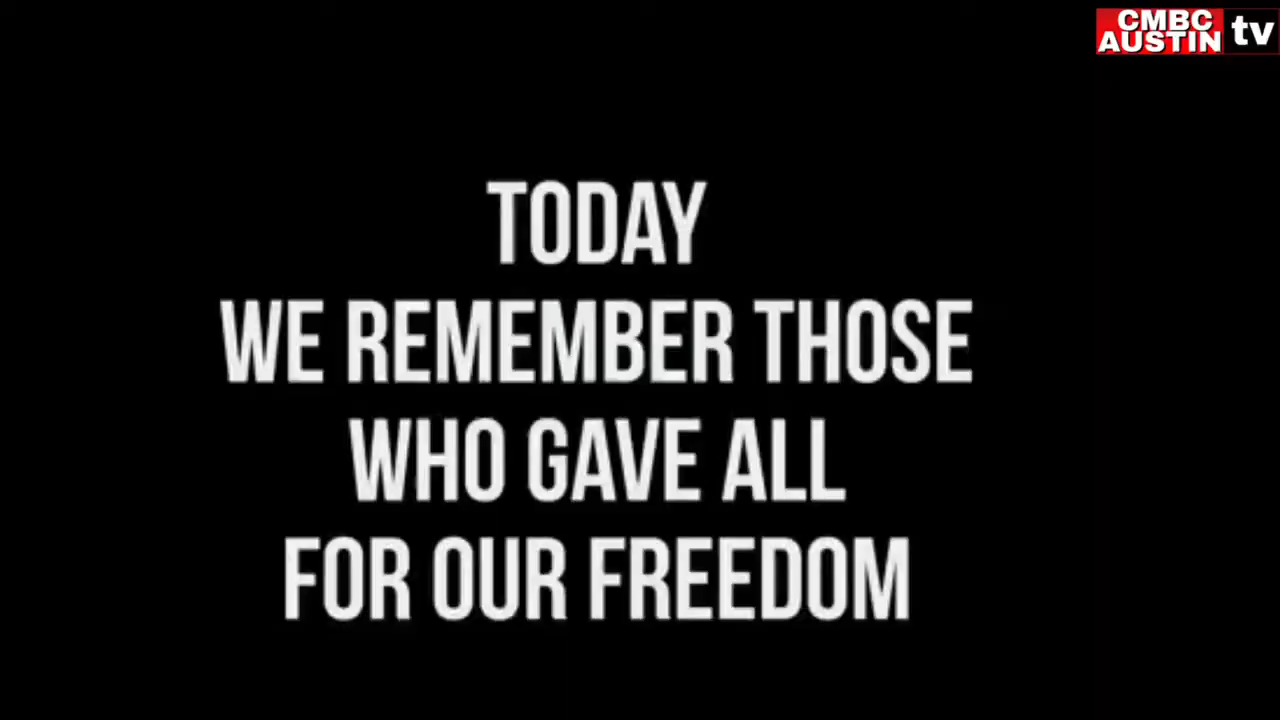 CMBC
AUSTIN tv
TODAY
WE REMEMBER THOSE
WHO GAVE ALL
FOR OUR FREEDOM